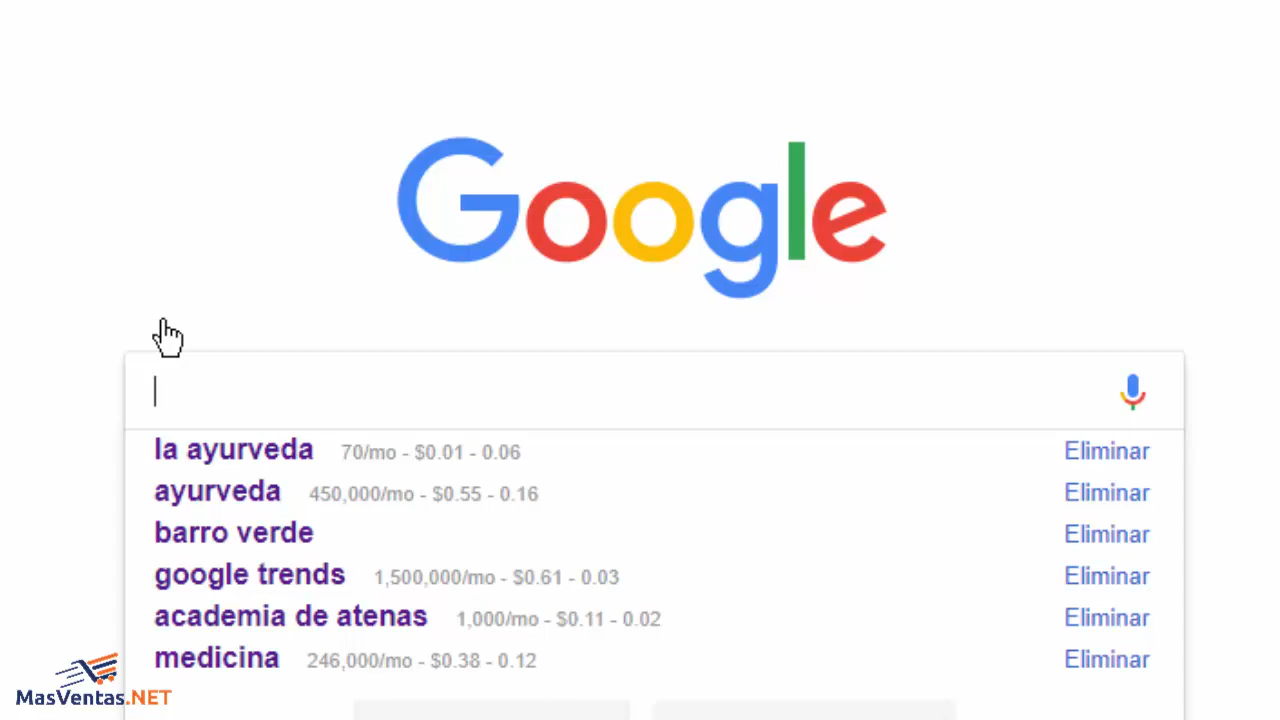 Google
la ayurveda 70/mo - $0.01 - 0.06 Eliminar
ayurveda 450,000/mo - $0.55 - 0.16 Eliminar
barro verde Eliminar
google trends 1,500,000/mo - $0.61 - 0.03 Eliminar
academia de atenas 1,000/mo - $0.11 - 0.02 Eliminar
medicina 246,000/mo - $0.38 - 0.12 Eliminar
MasVentas.NET